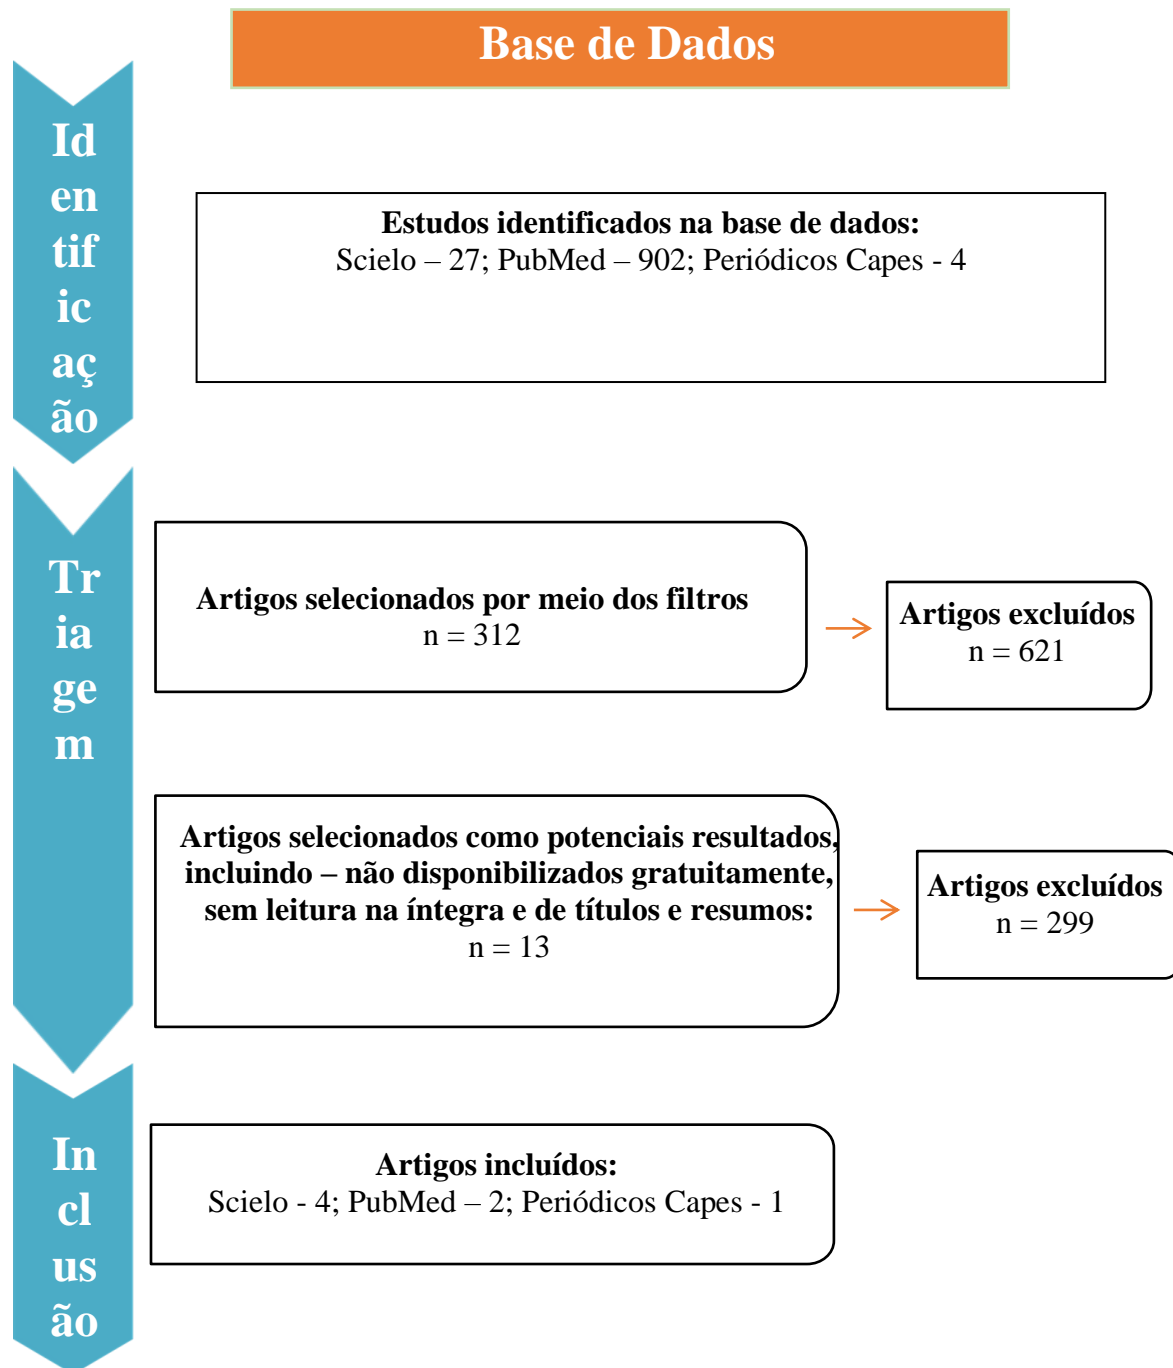 Base de Dados
Id
en
tif
ic
aç
ão
Estudos identificados na base de dados:
Scielo – 27; PubMed – 902; Periódicos Capes - 4
Tr
ia
ge
m
Artigos selecionados por meio dos filtros
n = 312
Artigos excluídos
n = 621
Artigos selecionados como potenciais resultados,
incluindo – não disponibilizados gratuitamente,
sem leitura na íntegra e de títulos e resumos:
n = 13
Artigos excluídos
n = 299
In
cl
us
ão
Artigos incluídos:
Scielo - 4; PubMed – 2; Periódicos Capes - 1